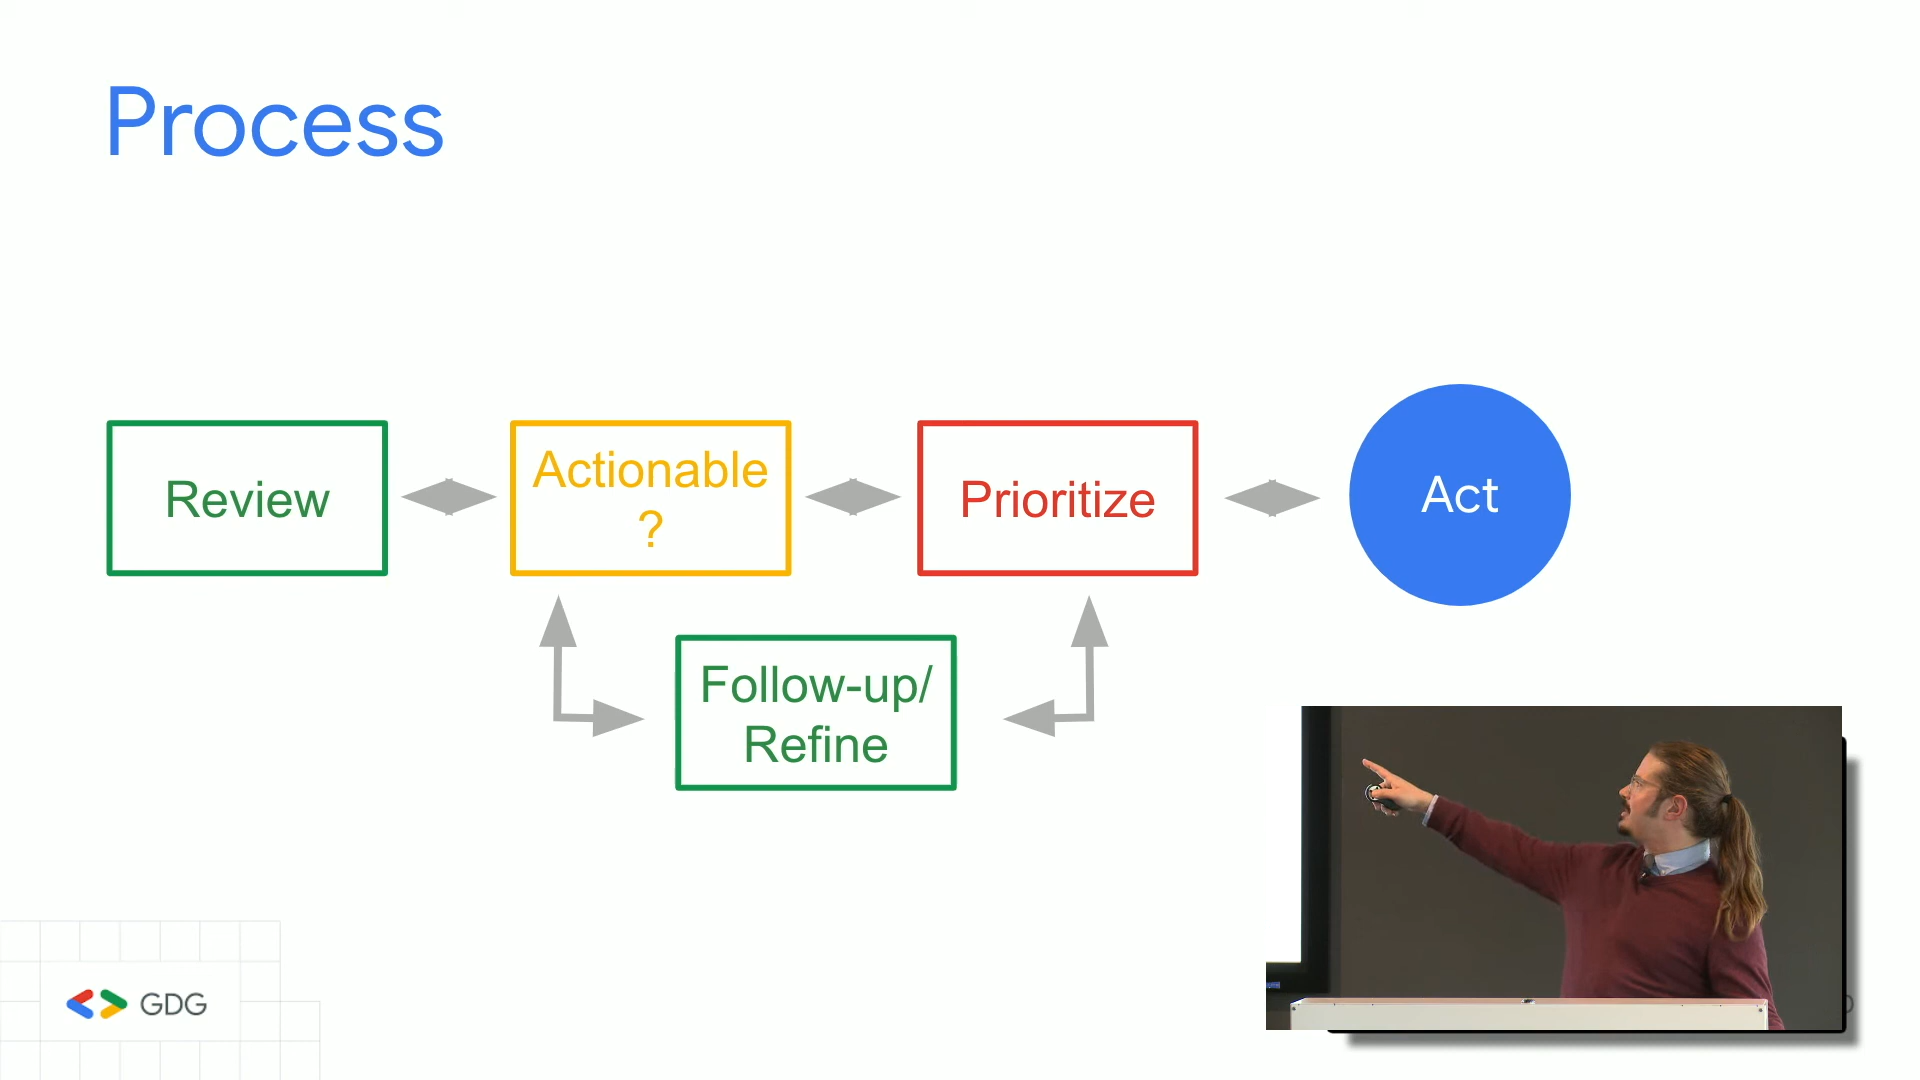 Process
Review
Actionable
?
Prioritize
Act
Follow-up/
Refine
GDG